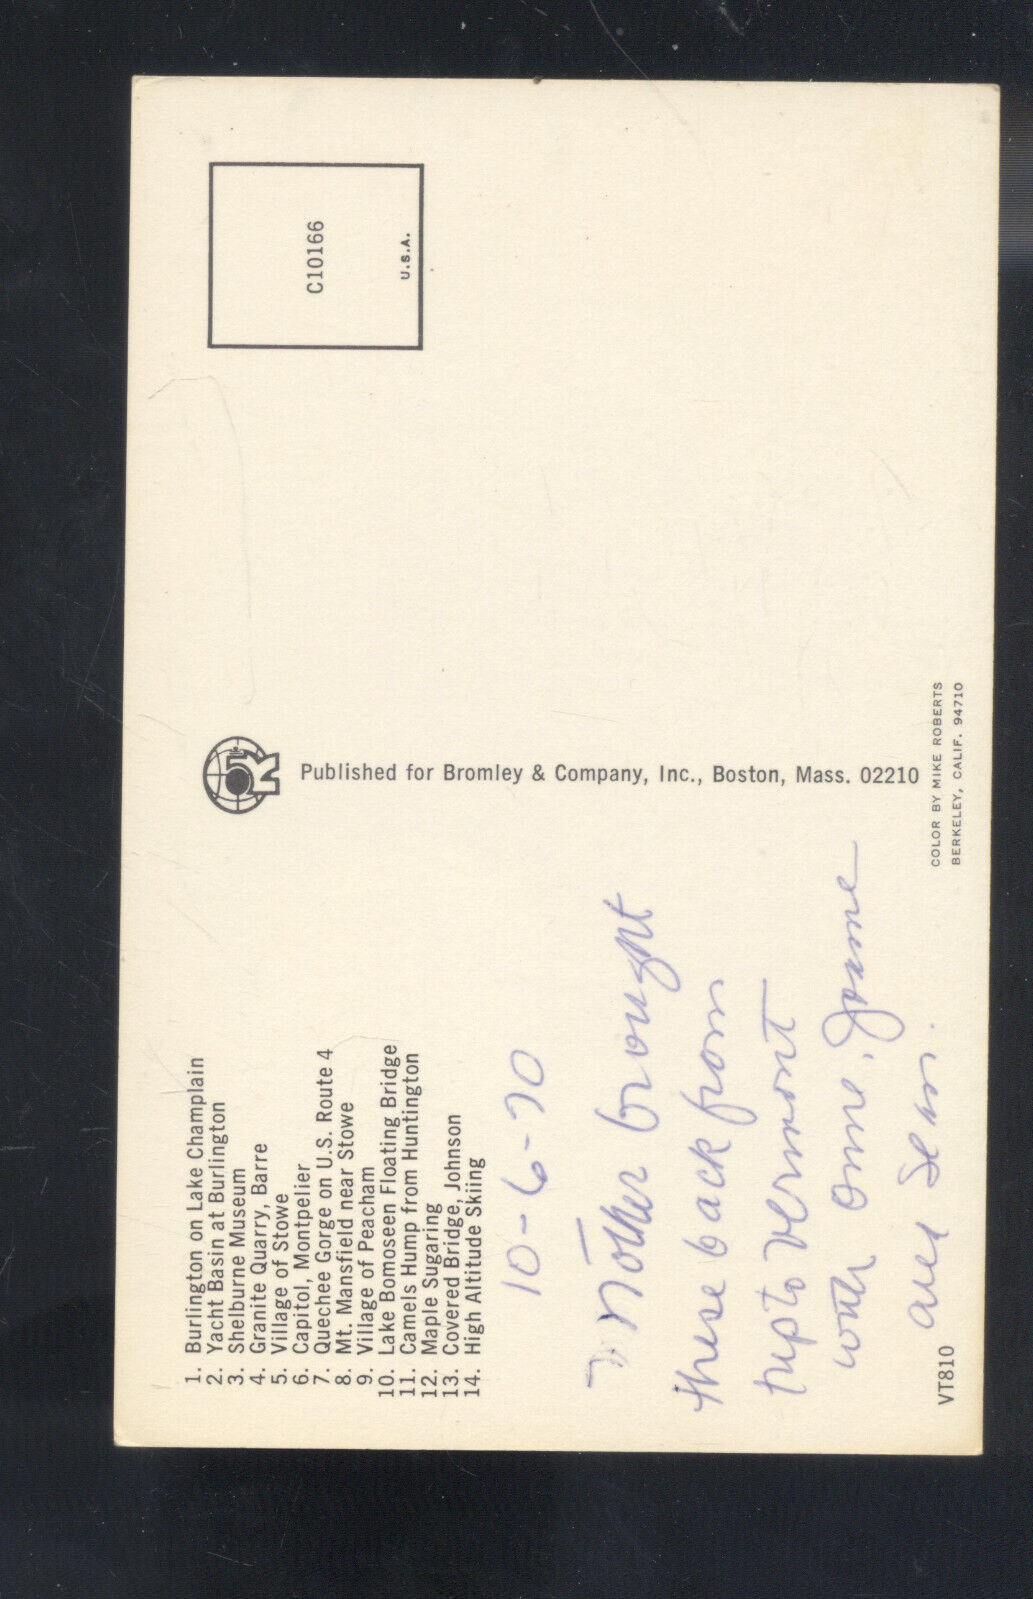 1. Burlington on Lake Champlain
2. Yacht Basin at Burlington
3. Shelburne Museum
4. Granite Quarry, Barre
5. Village of Stowe
6. Capitol, Montpelier
7. Quechee Gorge on U.S. Route 4
8. Mt. Mansfield near Stowe
9. Village of Peacham
10. Lake Bomoseen Floating Bridge
11. Camels Hump from Huntington
12. Maple Sugaring
13. Covered Bridge, Johnson
14. High Altitude Skiing
10-6-70
Mother brought
these back from
trip to Vermont
with
and
VT810
Published for Bromley & Company, Inc., Boston, Mass. 02210
COLOR BY MIKE ROBERTS
BERKELEY, CALIF. 94710
C10166
U.S.A.